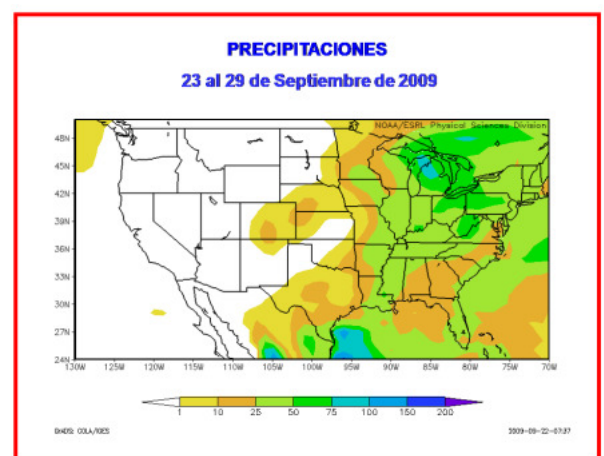 PRECIPITACIONES
23 al 29 de Septiembre de 2009
NOAA/ESRL Physical Sciences Division
48N
45N
42N
39N
36N
33N
30N
27N
24N
130W 125W 120W 115W 110W 105W 100W 95W 90W 85W 80W 75W 70W
1 10 25 50 75 100 150 200
GrADS: COLA/IGES
2009-09-22-07:37